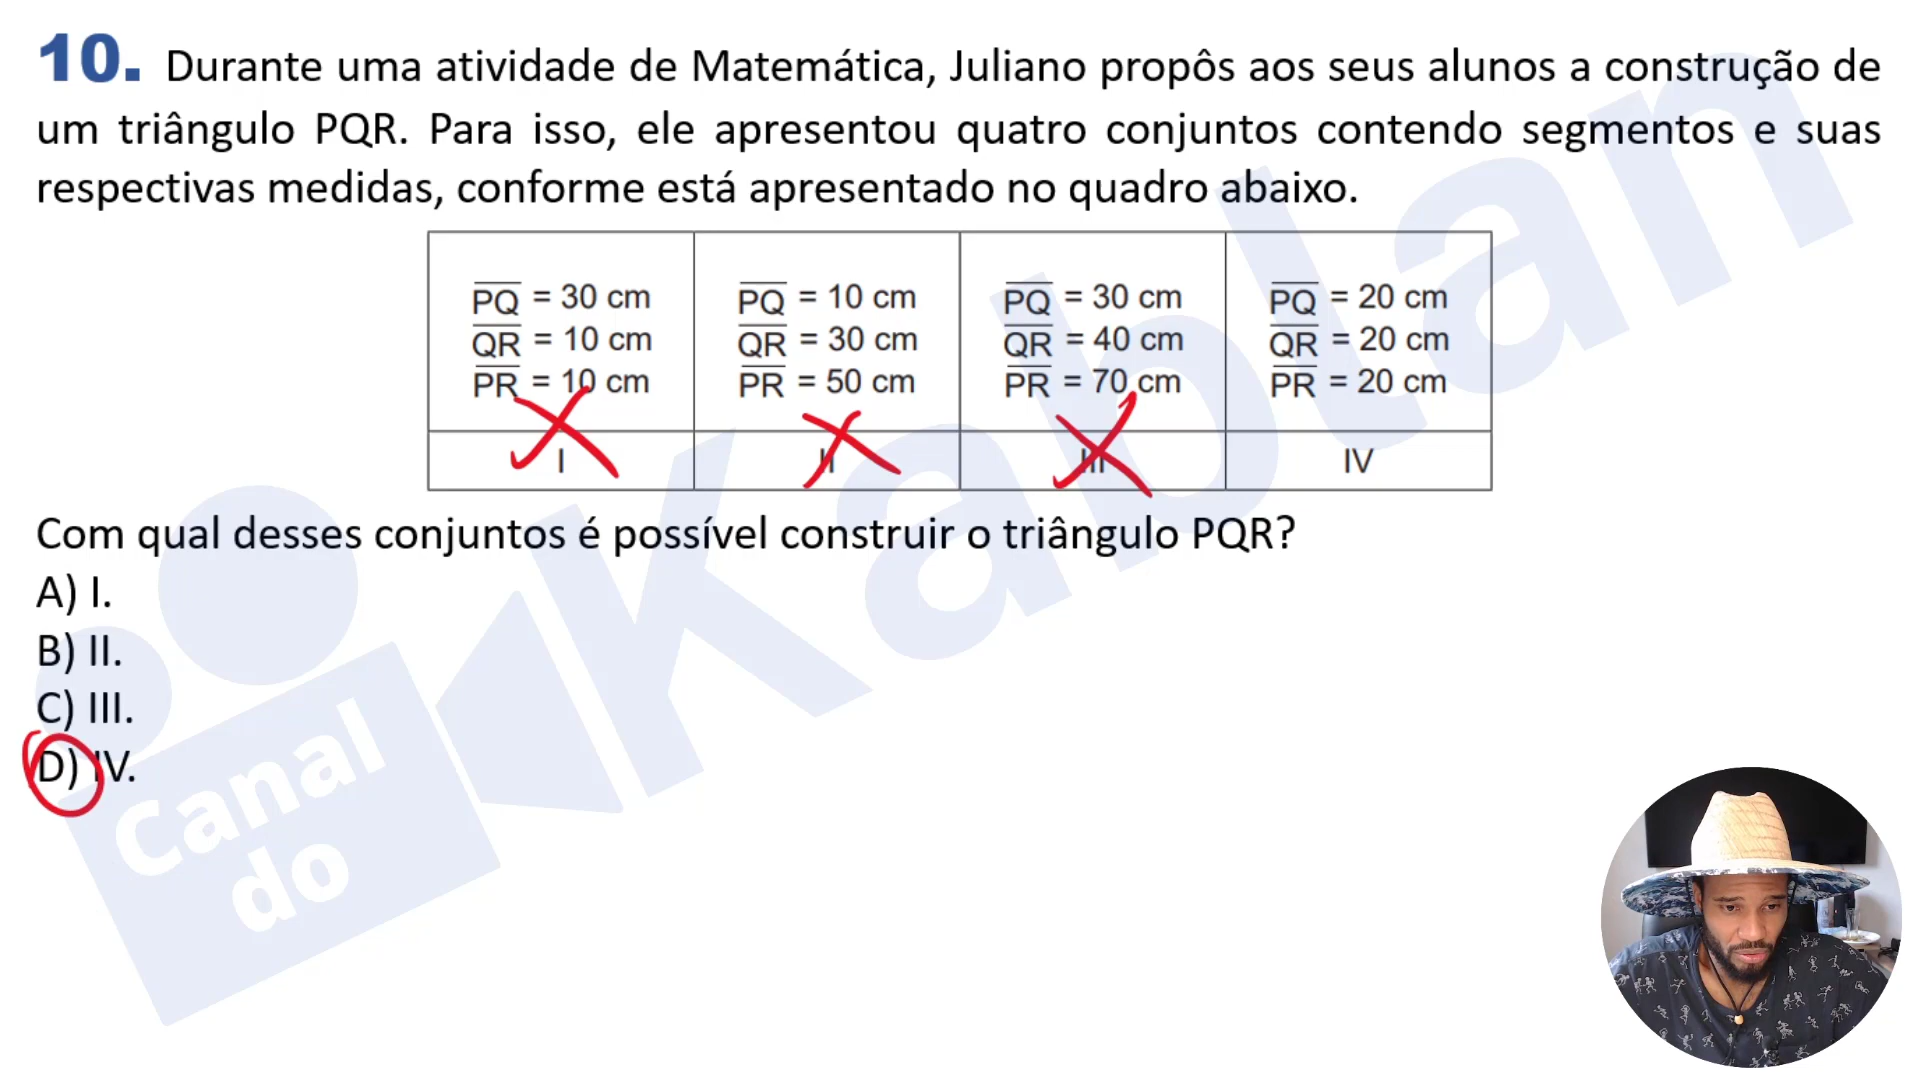 10. Durante uma atividade de Matemática, Juliano propôs aos seus alunos a construção de
um triângulo PQR. Para isso, ele apresentou quatro conjuntos contendo segmentos e suas
respectivas medidas, conforme está apresentado no quadro abaixo.
PQ = 30 cm
QR = 10 cm
PR = 10 cm
PQ = 10 cm
QR = 30 cm
PR = 50 cm
PQ = 30 cm
QR = 40 cm
PR = 70 cm
PQ = 20 cm
QR = 20 cm
PR = 20 cm
I
II
III
IV
Com qual desses conjuntos é possível construir o triângulo PQR?
A) I.
B) II.
C) III.
D) IV.
Canal
do
Kablan